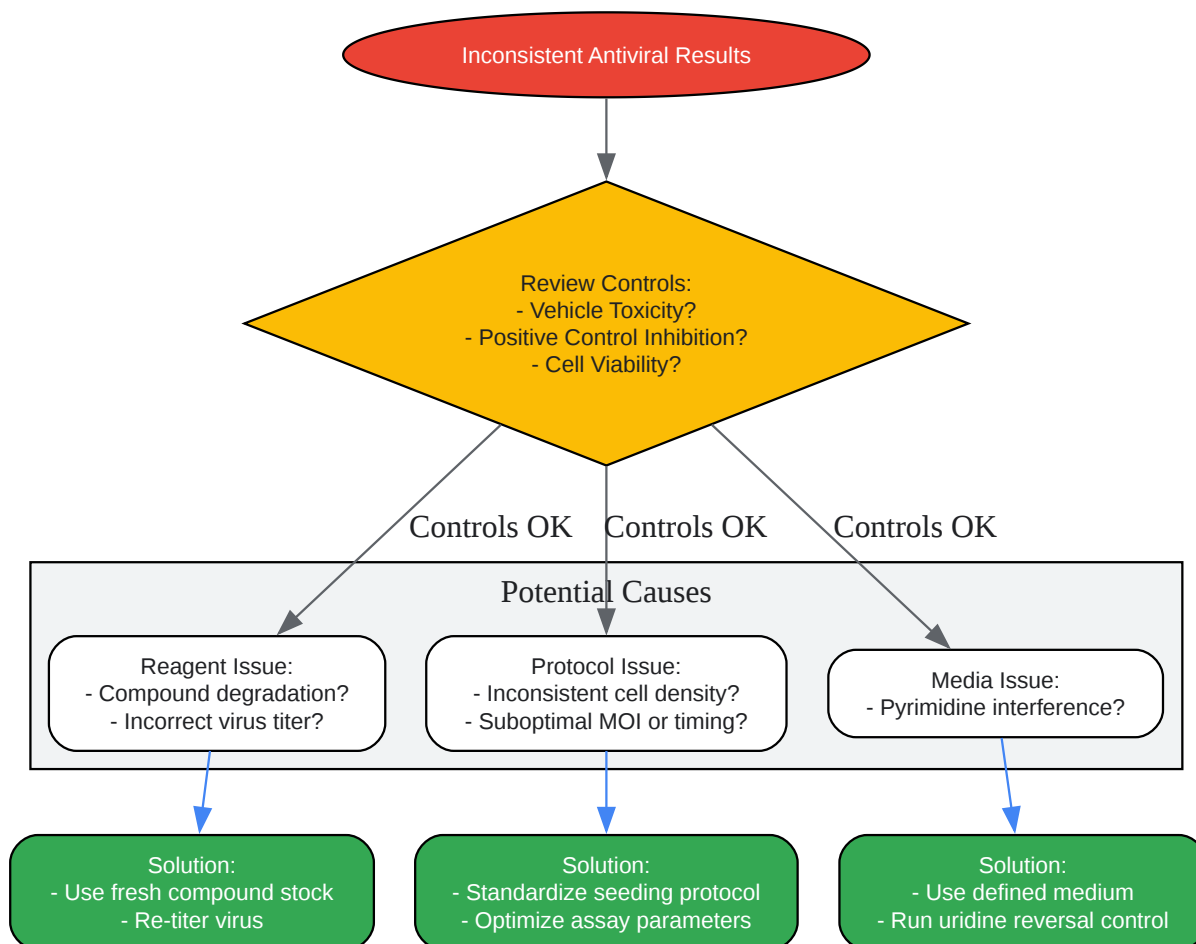 Inconsistent Antiviral Results
Review Controls:
- Vehicle Toxicity?
- Positive Control Inhibition?
- Cell Viability?
Controls OK
Controls OK
Controls OK
Potential Causes
Reagent Issue:
- Compound degradation?
- Incorrect virus titer?
Protocol Issue:
- Inconsistent cell density?
- Suboptimal MOI or timing?
Media Issue:
- Pyrimidine interference?
Solution:
- Use fresh compound stock
- Re-titer virus
Solution:
- Standardize seeding protocol
- Optimize assay parameters
Solution:
- Use defined medium
- Run uridine reversal control